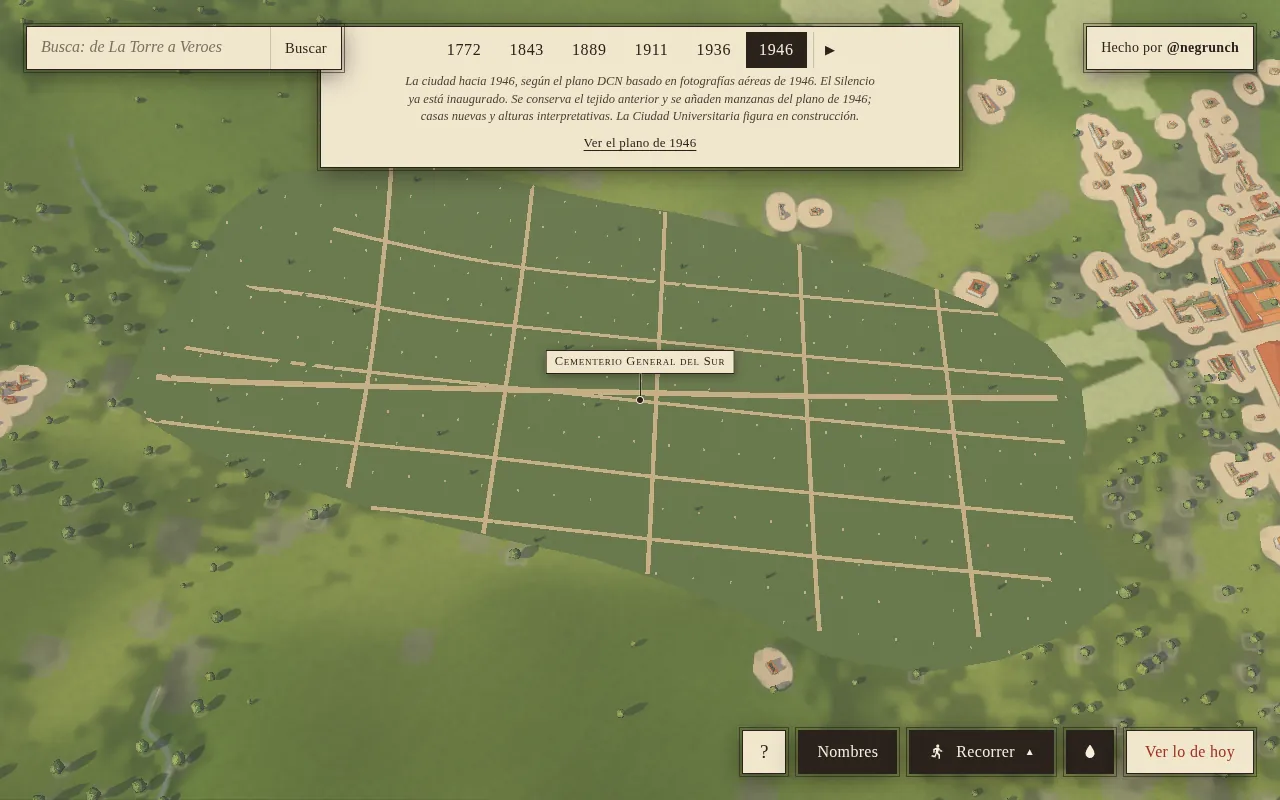 Busca: de La Torre a Veroes
Buscar
1772 1843 1889 1911 1936 1946 ▶
La ciudad hacia 1946, según el plano DCN basado en fotografías aéreas de 1946. El Silencio
ya está inaugurado. Se conserva el tejido anterior y se añaden manzanas del plano de 1946;
casas nuevas y alturas interpretativas. La Ciudad Universitaria figura en construcción.
Ver el plano de 1946
Hecho por @negrunch
Cementerio General del Sur
?
Nombres
Recorrer ▲
Ver lo de hoy